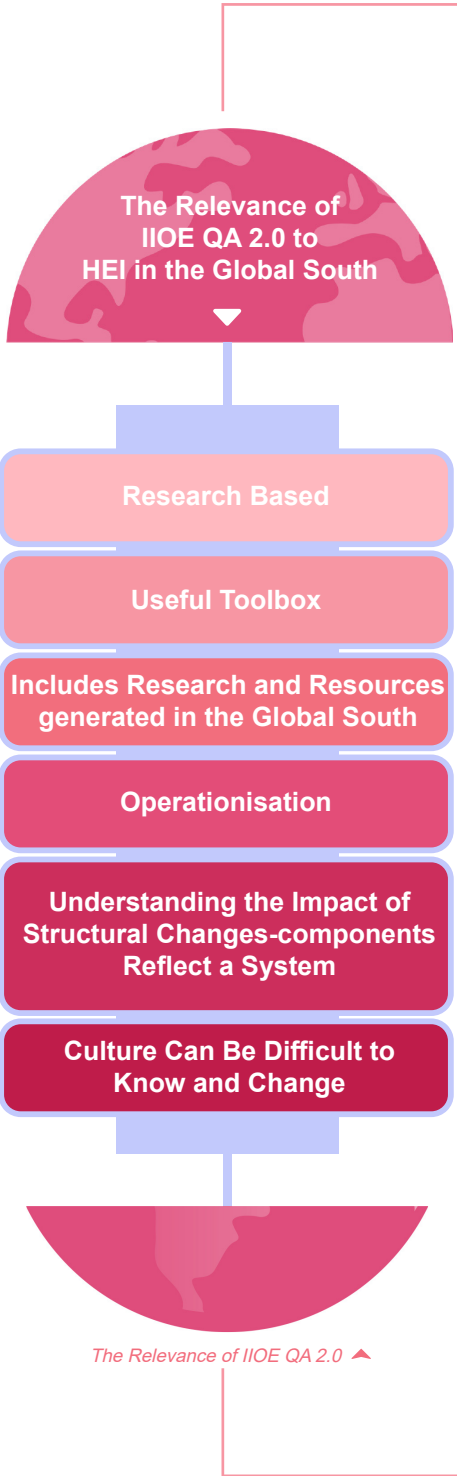 The Relevance of
IIOE QA 2.0 to
HEI in the Global South
Research Based
Useful Toolbox
Includes Research and Resources
generated in the Global South
Operationisation
Understanding the Impact of
Structural Changes-components
Reflect a System
Culture Can Be Difficult to
Know and Change
The Relevance of IIOE QA 2.0